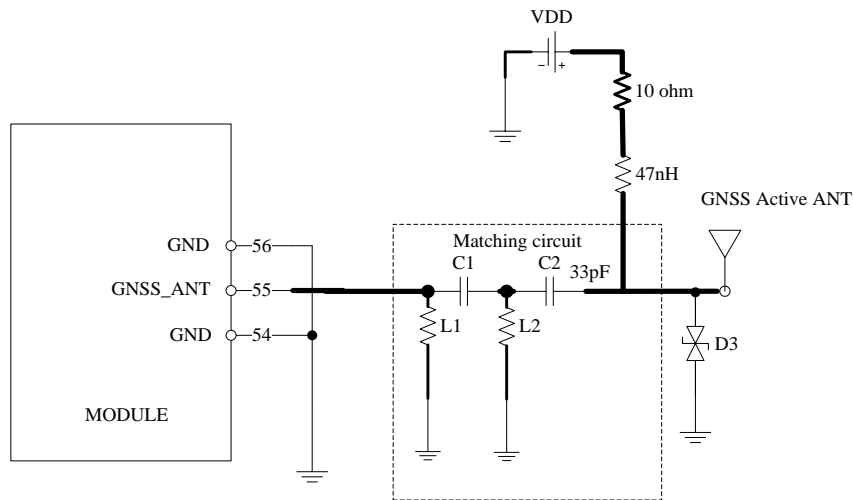 VDD
− +
10 ohm
47nH
GNSS Active ANT
Matching circuit
C1
C2
33pF
GND
56
GNSS_ANT
55
GND
54
L1
L2
D3
MODULE